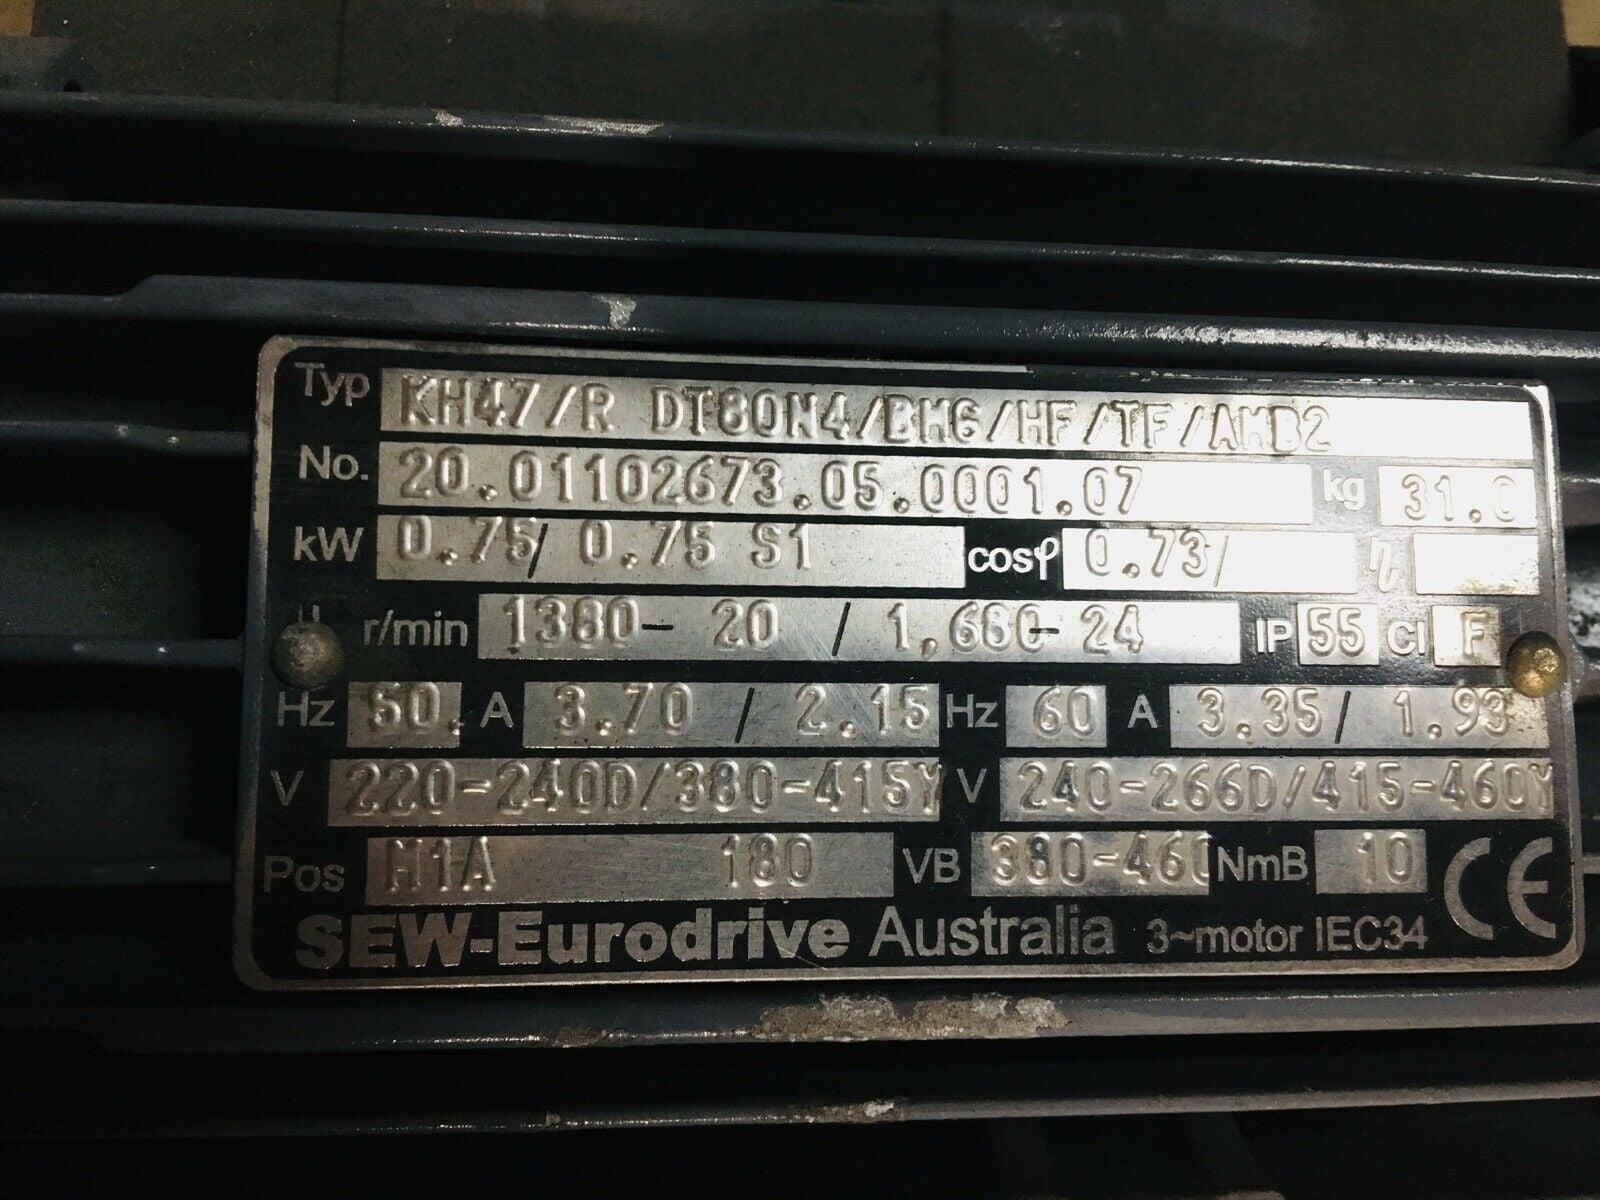 Typ KH47/R DT80N4/BM6/HF/TF/AMB2
No. 20.01102673.05.0001.07 kg 31.0
kW 0.75/ 0.75 S1 cosφ 0.73/ η
r/min 1380- 20 / 1,680-24 IP 55 Cl F
Hz 50. A 3.70 / 2.15 Hz 60 A 3.35/ 1.93
V 220-240D/380-415Y V 240-266D/415-460Y
Pos M1A 180 VB 380-460 NmB 10 CE
SEW-Eurodrive Australia 3~motor IEC34